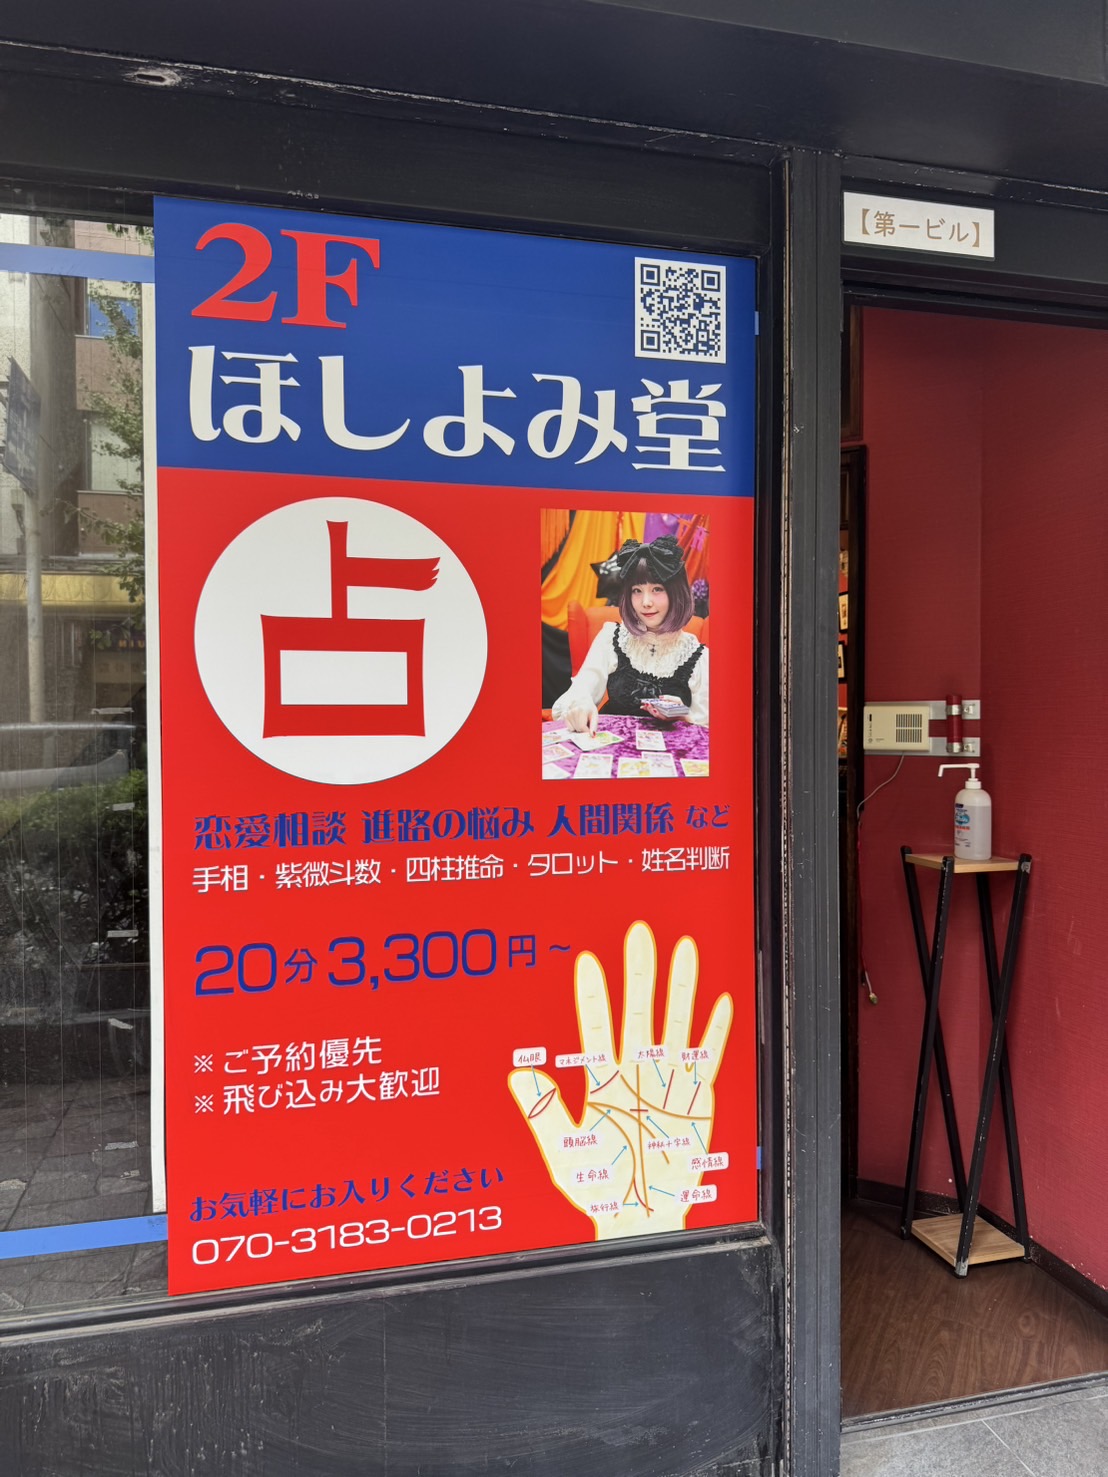 【第一ビル】
2F
ほしよみ堂
占
恋愛相談 進路の悩み 人間関係 など
手相・紫微斗数・四柱推命・タロット・姓名判断
20分3,300円~
※ご予約優先
※飛び込み大歓迎
仏眼
マネジメント線
太陽線
財運線
頭脳線
神秘十字線
感情線
生命線
運命線
旅行線
お気軽にお入りください
070-3183-0213